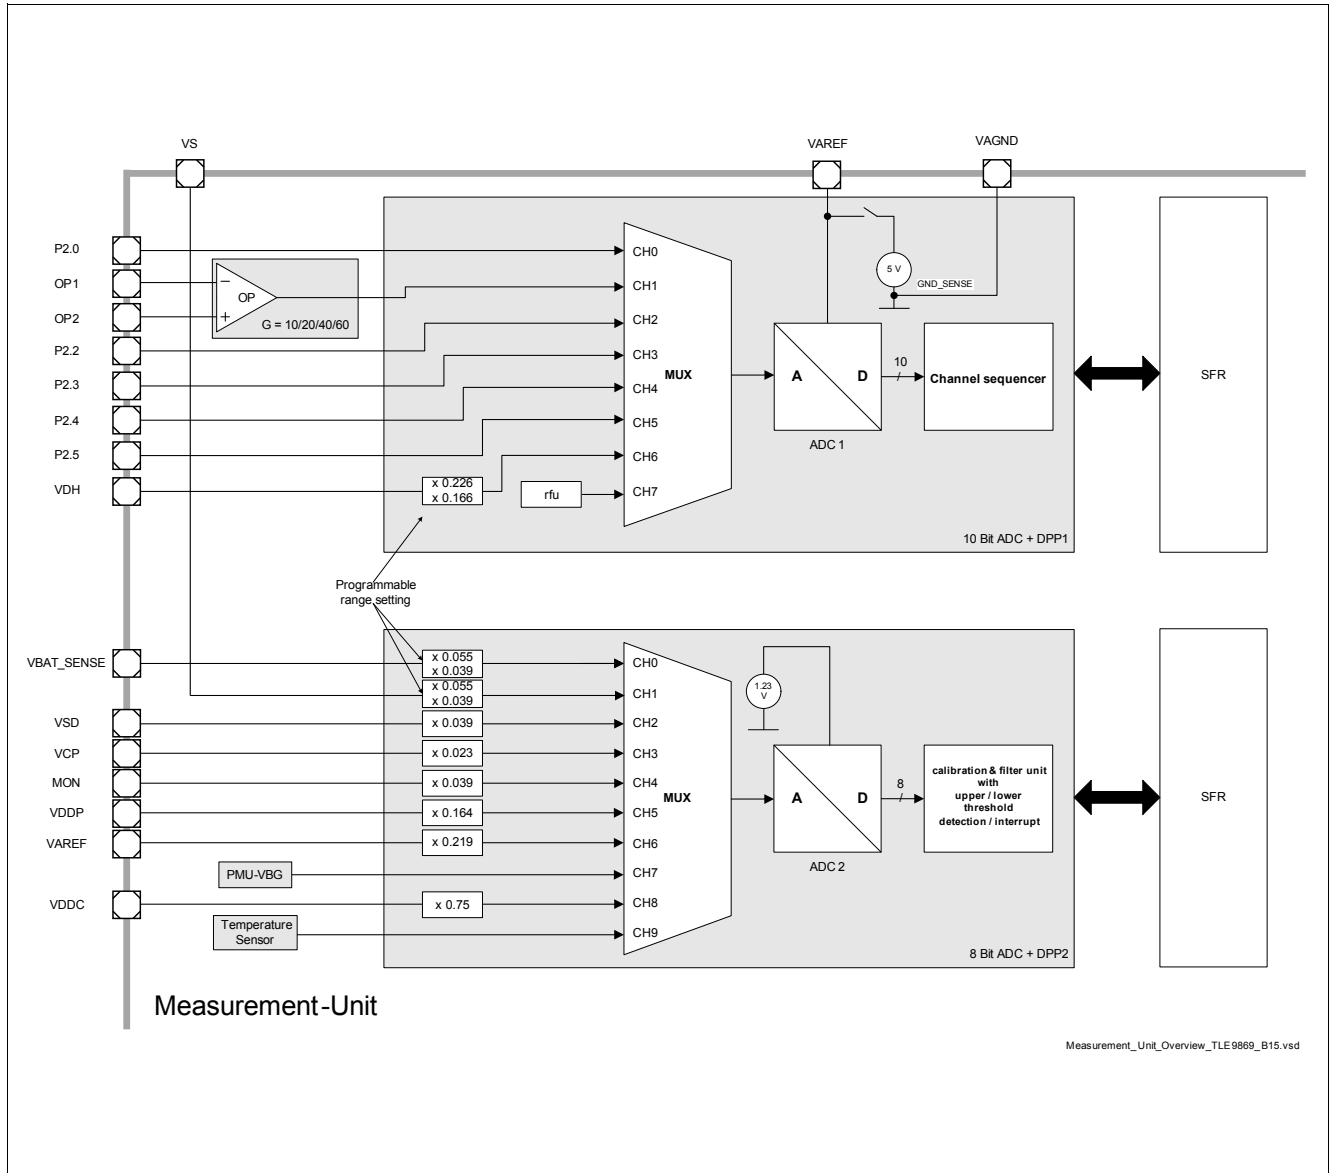 VS
VAREF
VAGND
P2.0
OP1
OP2
P2.2
P2.3
P2.4
P2.5
VDH
OP
G = 10/20/40/60
x 0.226
x 0.166
rfu
CH0
CH1
CH2
CH3
CH4
CH5
CH6
CH7
MUX
5 V
GND_SENSE
A
D
ADC 1
10
Channel sequencer
10 Bit ADC + DPP1
SFR
Programmable
range setting
VBAT_SENSE
VSD
VCP
MON
VDDP
VAREF
VDDC
PMU-VBG
Temperature
Sensor
x 0.055
x 0.039
x 0.055
x 0.039
x 0.039
x 0.023
x 0.039
x 0.164
x 0.219
x 0.75
CH0
CH1
CH2
CH3
CH4
CH5
CH6
CH7
CH8
CH9
MUX
1.23
V
A
D
ADC 2
8
calibration & filter unit
with
upper / lower
threshold
detection / interrupt
8 Bit ADC + DPP2
SFR
Measurement-Unit
Measurement_Unit_Overview_TLE9869_B15.vsd